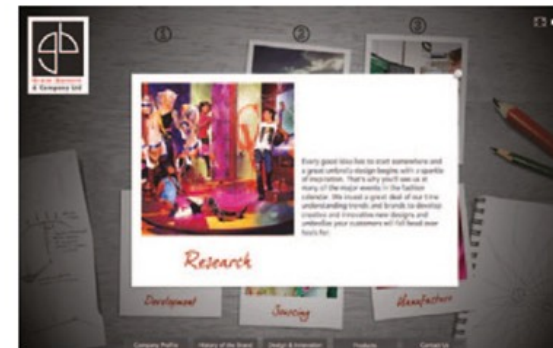 ① ② ③
gb
& Company Ltd
Every good idea has to start somewhere and
a great umbrella design begins with a sparkle
of inspiration. That's why you'll see us at
many of the major events in the fashion
calendar. We invest a great deal of our time
understanding trends and brands to develop
creative and innovative new designs and
umbrellas your customers will fall head over
heels for.
Research
Development
Sourcing
Manufacture
Company Profile
History of the Brand
Design & Innovation
Products
Contact Us